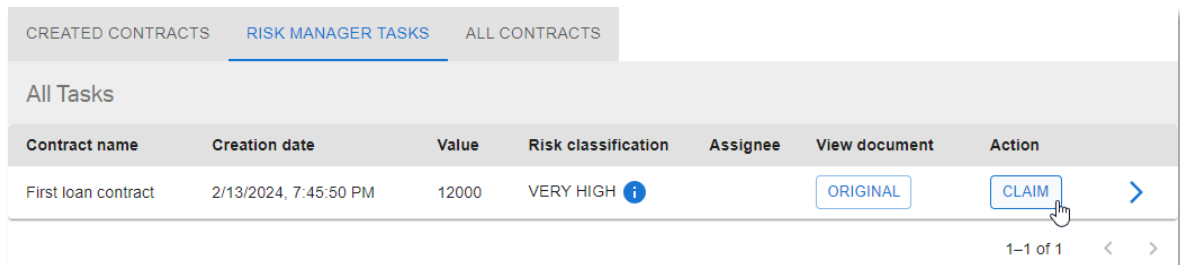 CREATED CONTRACTS RISK MANAGER TASKS ALL CONTRACTS
All Tasks
Contract name Creation date Value Risk classification Assignee View document Action
First loan contract 2/13/2024, 7:45:50 PM 12000 VERY HIGH i ORIGINAL CLAIM
1–1 of 1